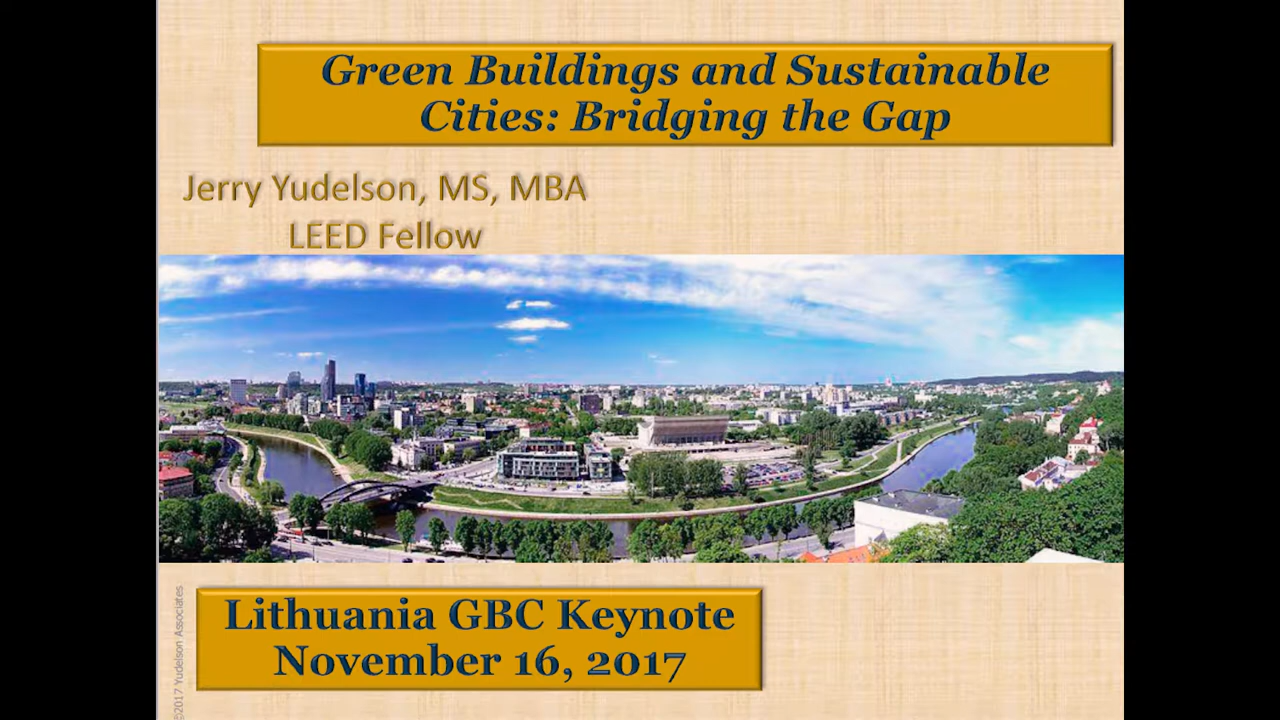 Green Buildings and Sustainable
Cities: Bridging the Gap
Jerry Yudelson, MS, MBA
LEED Fellow
Lithuania GBC Keynote
November 16, 2017
©2017 Yudelson Associates